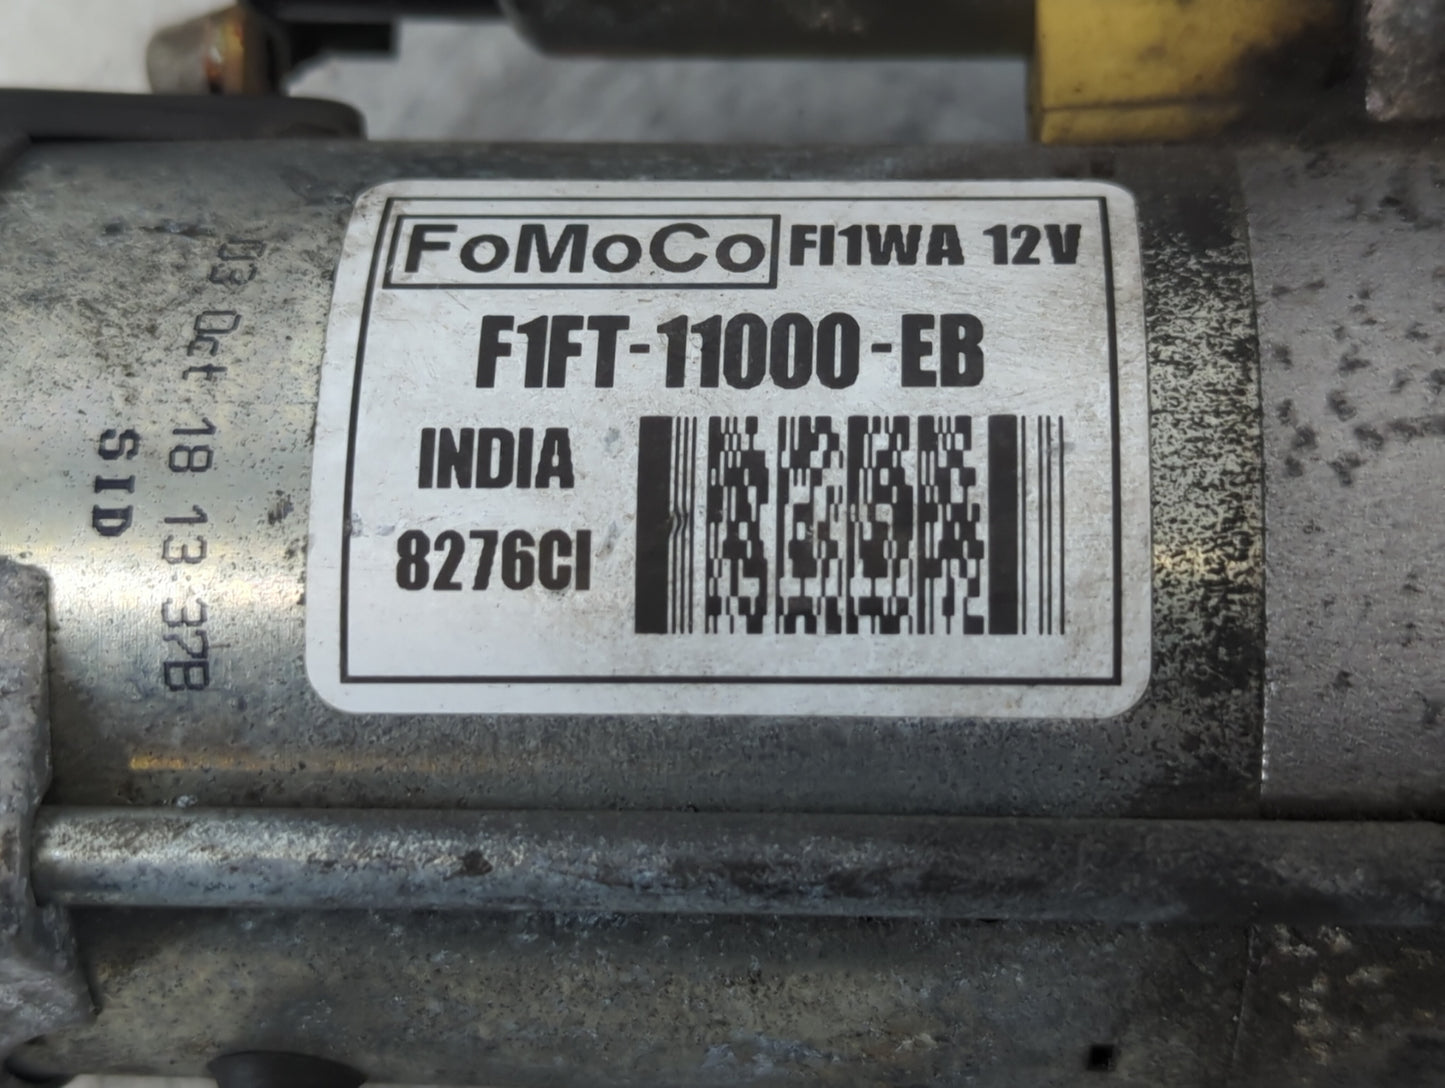 FoMoCo FI1WA 12V
F1FT-11000-EB
INDIA
8276CI
03 Oct 18 13:37B
SID